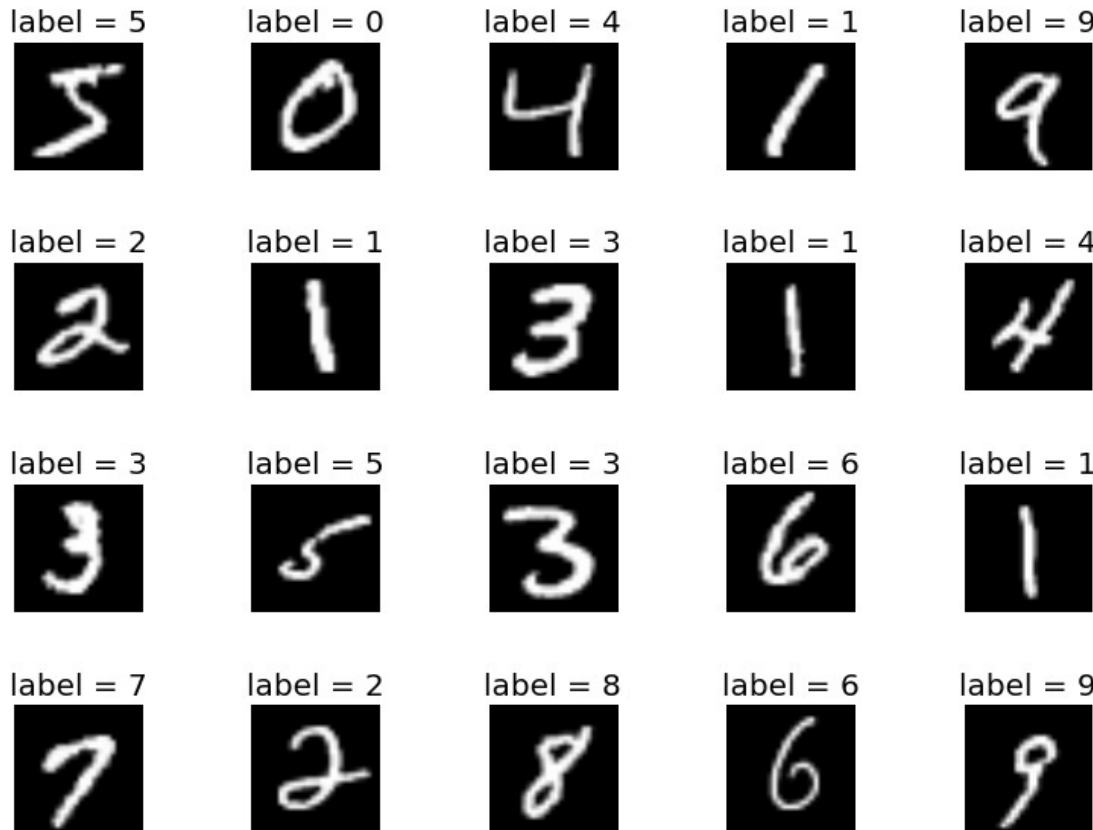 label = 5 label = 0 label = 4 label = 1 label = 9
5 0 4 1 9
label = 2 label = 1 label = 3 label = 1 label = 4
2 1 3 1 4
label = 3 label = 5 label = 3 label = 6 label = 1
3 5 3 6 1
label = 7 label = 2 label = 8 label = 6 label = 9
7 2 8 6 9